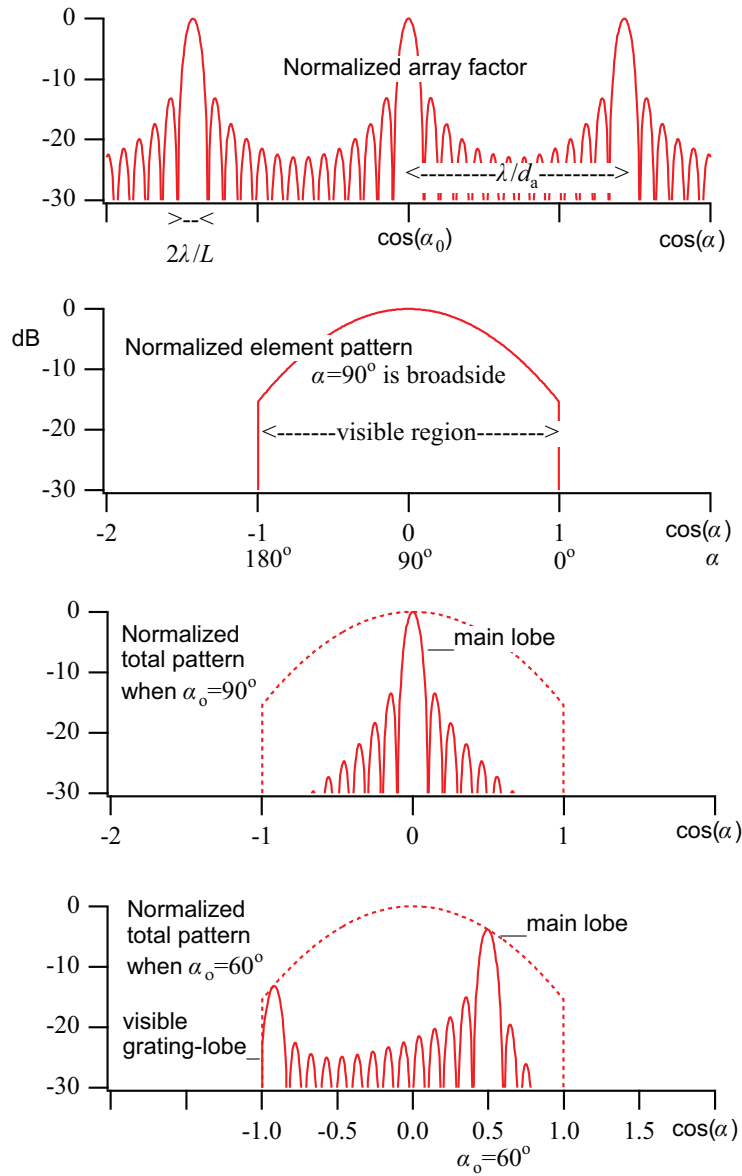 0
-10
-20
-30
Normalized array factor
<------------λ/dₐ------------>
>--<
2λ/L
cos(α₀)
cos(α)
dB
0
-10
-20
-30
Normalized element pattern
α=90° is broadside
<-------visible region------->
-2
-1
0
1
cos(α)
180°
90°
0°
α
0
-10
-20
-30
Normalized
total pattern
when αₒ=90°
__main lobe
-2
-1
0
1
cos(α)
0
-10
-20
-30
Normalized
total pattern
when αₒ=60°
__main lobe
visible
grating-lobe_
-1.0
-0.5
0.0
0.5
1.0
1.5
cos(α)
αₒ=60°